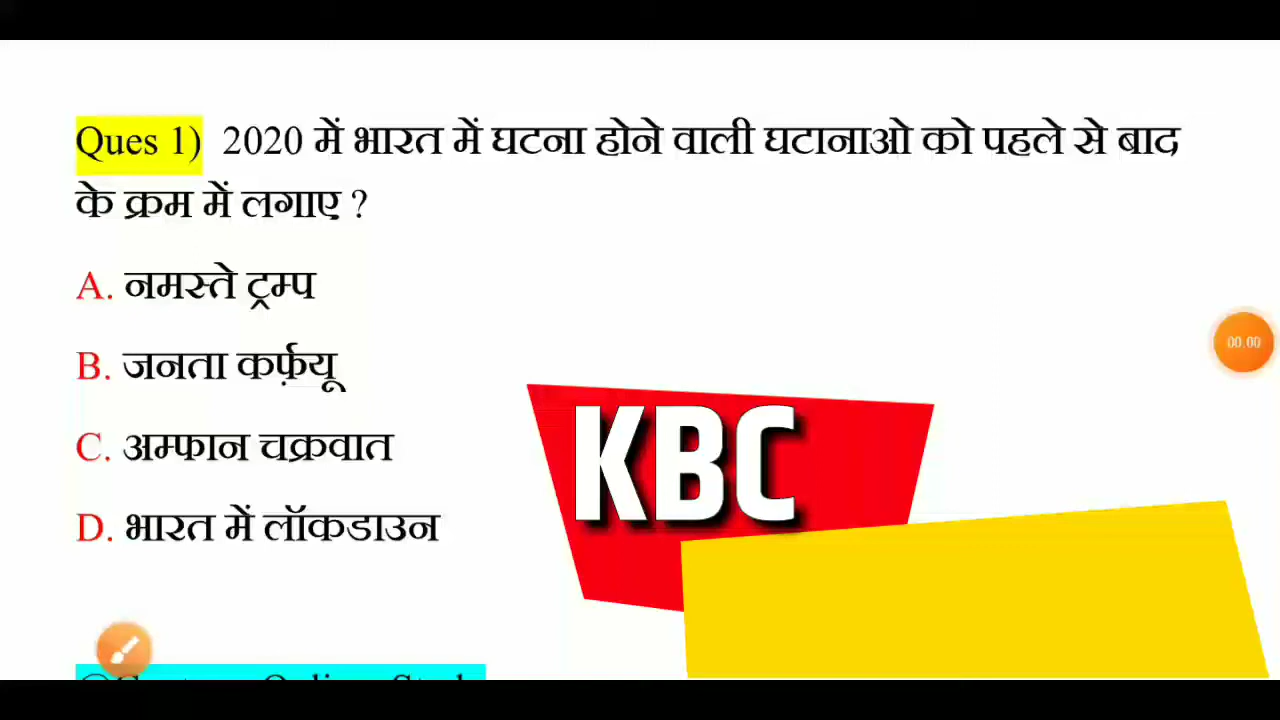 Ques 1) 2020 में भारत में घटना होने वाली घटानाओ को पहले से बाद
के क्रम में लगाए ?
A. नमस्ते ट्रम्प
B. जनता कर्फ़यू
C. अम्फान चक्रवात
D. भारत में लॉकडाउन
KBC
00:00